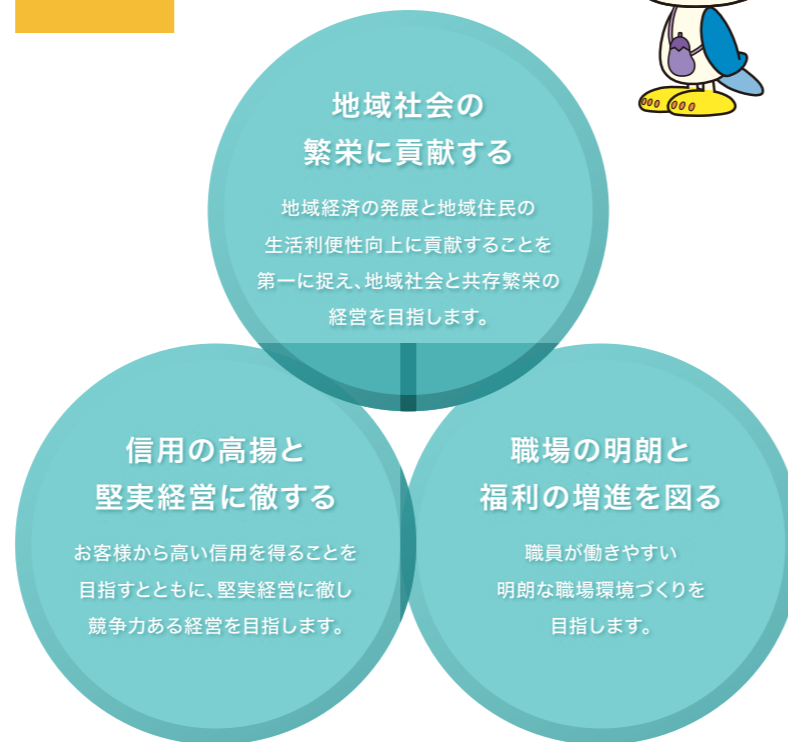 地域社会の
繁栄に貢献する
地域経済の発展と地域住民の
生活利便性向上に貢献することを
第一に捉え、地域社会と共存繁栄の
経営を目指します。
信用の高揚と
堅実経営に徹する
お客様から高い信用を得ることを
目指すとともに、堅実経営に徹し
競争力ある経営を目指します。
職場の明朗と
福利の増進を図る
職員が働きやすい
明朗な職場環境づくりを
目指します。